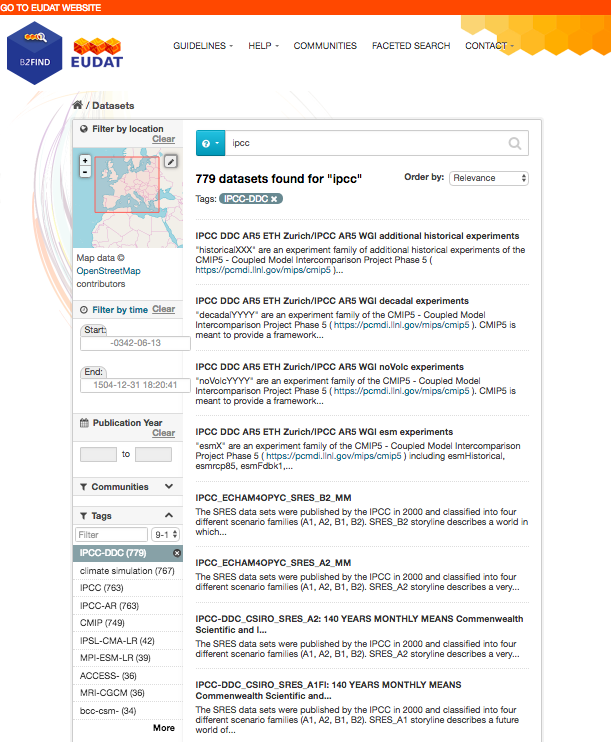 GO TO EUDAT WEBSITE
B2FIND
EUDAT
GUIDELINES
HELP
COMMUNITIES
FACETED SEARCH
CONTACT
/ Datasets
Filter by location
Clear
+
-
Map data ©
OpenStreetMap
contributors
Filter by time Clear
Start:
-0342-06-13
End:
1504-12-31 18:20:41
Publication Year
Clear
to
Communities
Tags
Filter
9-1
IPCC-DDC (779)
climate simulation (767)
IPCC (763)
IPCC-AR (763)
CMIP (749)
IPSL-CMA-LR (42)
MPI-ESM-LR (39)
ACCESS- (36)
MRI-CGCM (36)
bcc-csm- (34)
More
?
ipcc
779 datasets found for "ipcc"
Order by: Relevance
Tags: IPCC-DDC ✖
IPCC DDC AR5 ETH Zurich/IPCC AR5 WGI additional historical experiments
"historicalXXX" are an experiment family of additional historical experiments of the
CMIP5 - Coupled Model Intercomparison Project Phase 5 (
https://pcmdi.llnl.gov/mips/cmip5 )...
IPCC DDC AR5 ETH Zurich/IPCC AR5 WGI decadal experiments
"decadalYYYY" are an experiment family of the CMIP5 - Coupled Model
Intercomparison Project Phase 5 ( https://pcmdi.llnl.gov/mips/cmip5 ). CMIP5 is
meant to provide a framework...
IPCC DDC AR5 ETH Zurich/IPCC AR5 WGI noVolc experiments
"noVolcYYYY" are an experiment family of the CMIP5 - Coupled Model
Intercomparison Project Phase 5 ( https://pcmdi.llnl.gov/mips/cmip5 ). CMIP5 is
meant to provide a framework...
IPCC DDC AR5 ETH Zurich/IPCC AR5 WGI esm experiments
"esmX" are an experiment family of the CMIP5 - Coupled Model Intercomparison
Project Phase 5 ( https://pcmdi.llnl.gov/mips/cmip5 ) including esmHistorical,
esmrcp85, esmFdbk1,...
IPCC_ECHAM4OPYC_SRES_B2_MM
The SRES data sets were published by the IPCC in 2000 and classified into four
different scenario families (A1, A2, B1, B2). SRES_B2 storyline describes a world in
which...
IPCC_ECHAM4OPYC_SRES_A2_MM
The SRES data sets were published by the IPCC in 2000 and classified into four
different scenario families (A1, A2, B1, B2). SRES_A2 storyline describes a very...
IPCC-DDC_CSIRO_SRES_A2: 140 YEARS MONTHLY MEANS Commenwealth
Scientific and I...
The SRES data sets were published by the IPCC in 2000 and classified into four
different scenario families (A1, A2, B1, B2). SRES_A2 storyline describes a very...
IPCC-DDC_CSIRO_SRES_A1FI: 140 YEARS MONTHLY MEANS
Commenwealth Scientific and...
The SRES data sets were published by the IPCC in 2000 and classified into four
different scenario families (A1, A2, B1, B2). SRES_A1 storyline describes a future
world of...